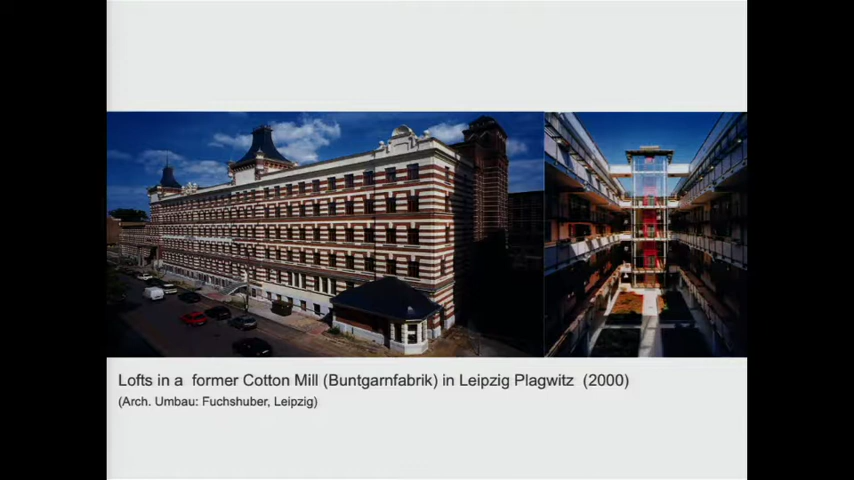 Lofts in a former Cotton Mill (Buntgarnfabrik) in Leipzig Plagwitz (2000)
(Arch. Umbau: Fuchshuber, Leipzig)